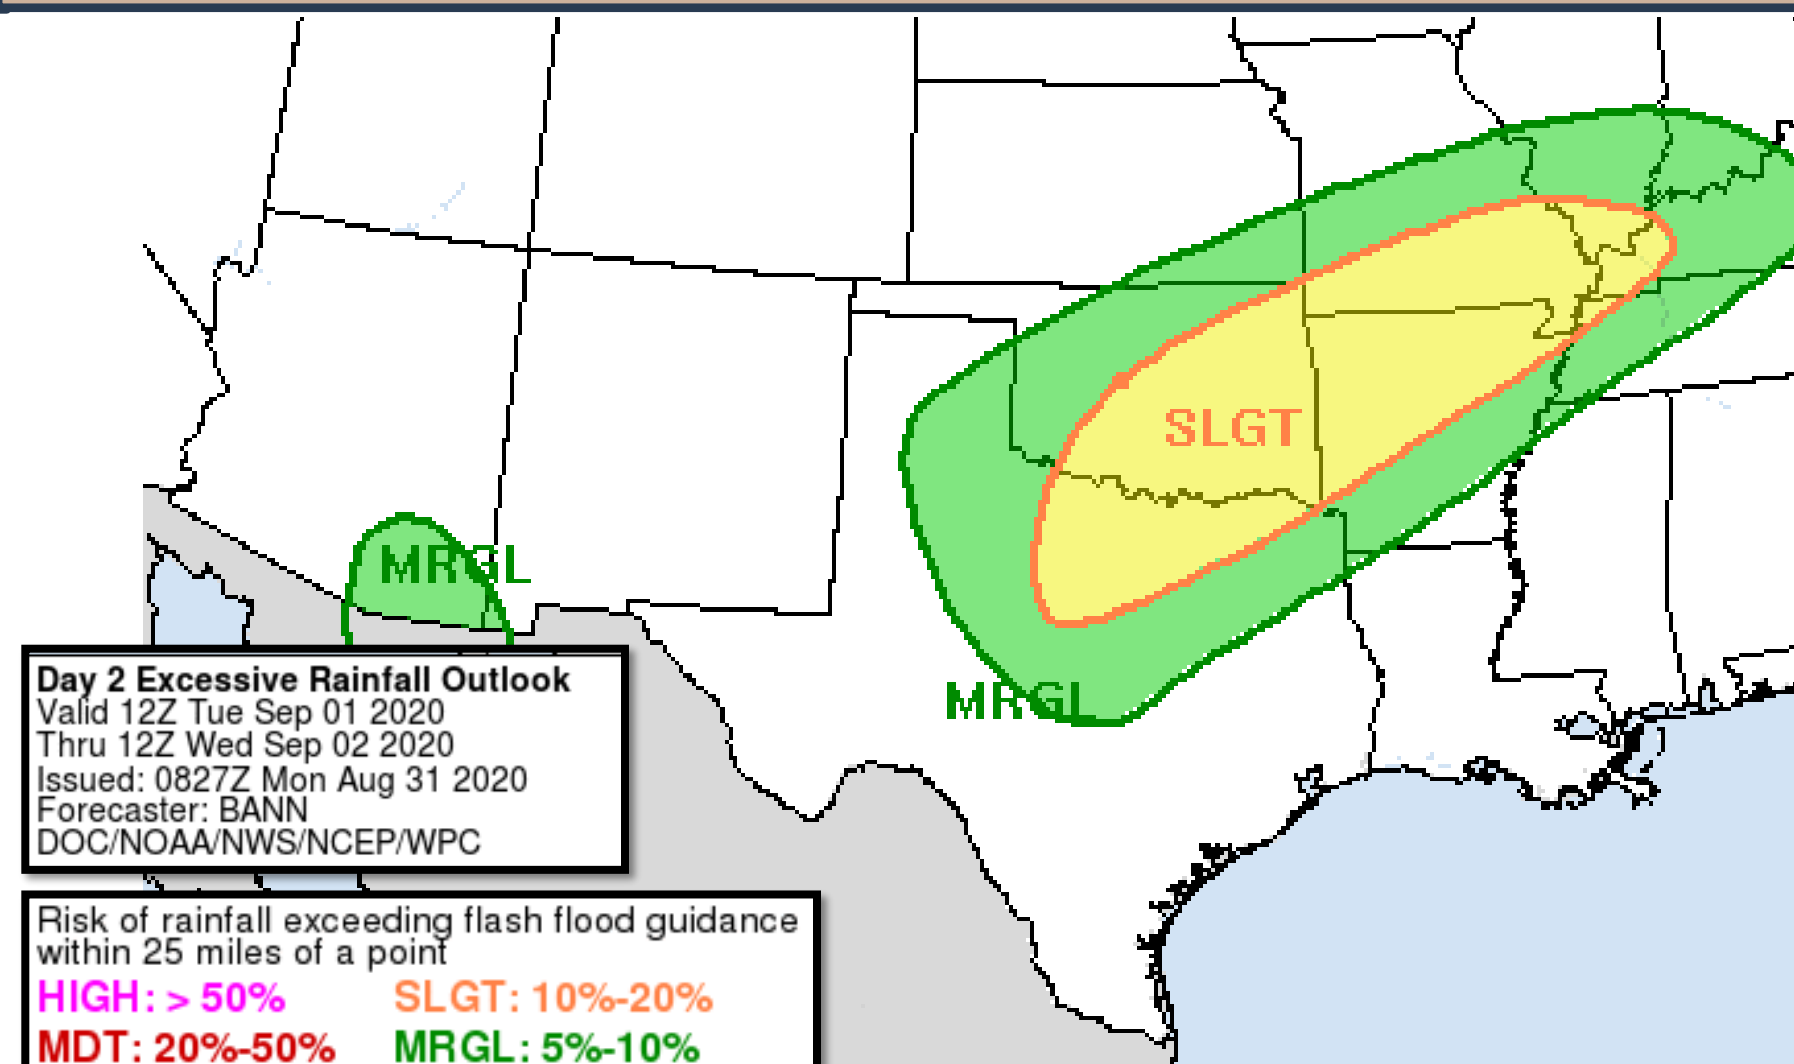 SLGT
MRGL
MRGL
Day 2 Excessive Rainfall Outlook
Valid 12Z Tue Sep 01 2020
Thru 12Z Wed Sep 02 2020
Issued: 0827Z Mon Aug 31 2020
Forecaster: BANN
DOC/NOAA/NWS/NCEP/WPC
Risk of rainfall exceeding flash flood guidance
within 25 miles of a point
HIGH: > 50% SLGT: 10%-20%
MDT: 20%-50% MRGL: 5%-10%